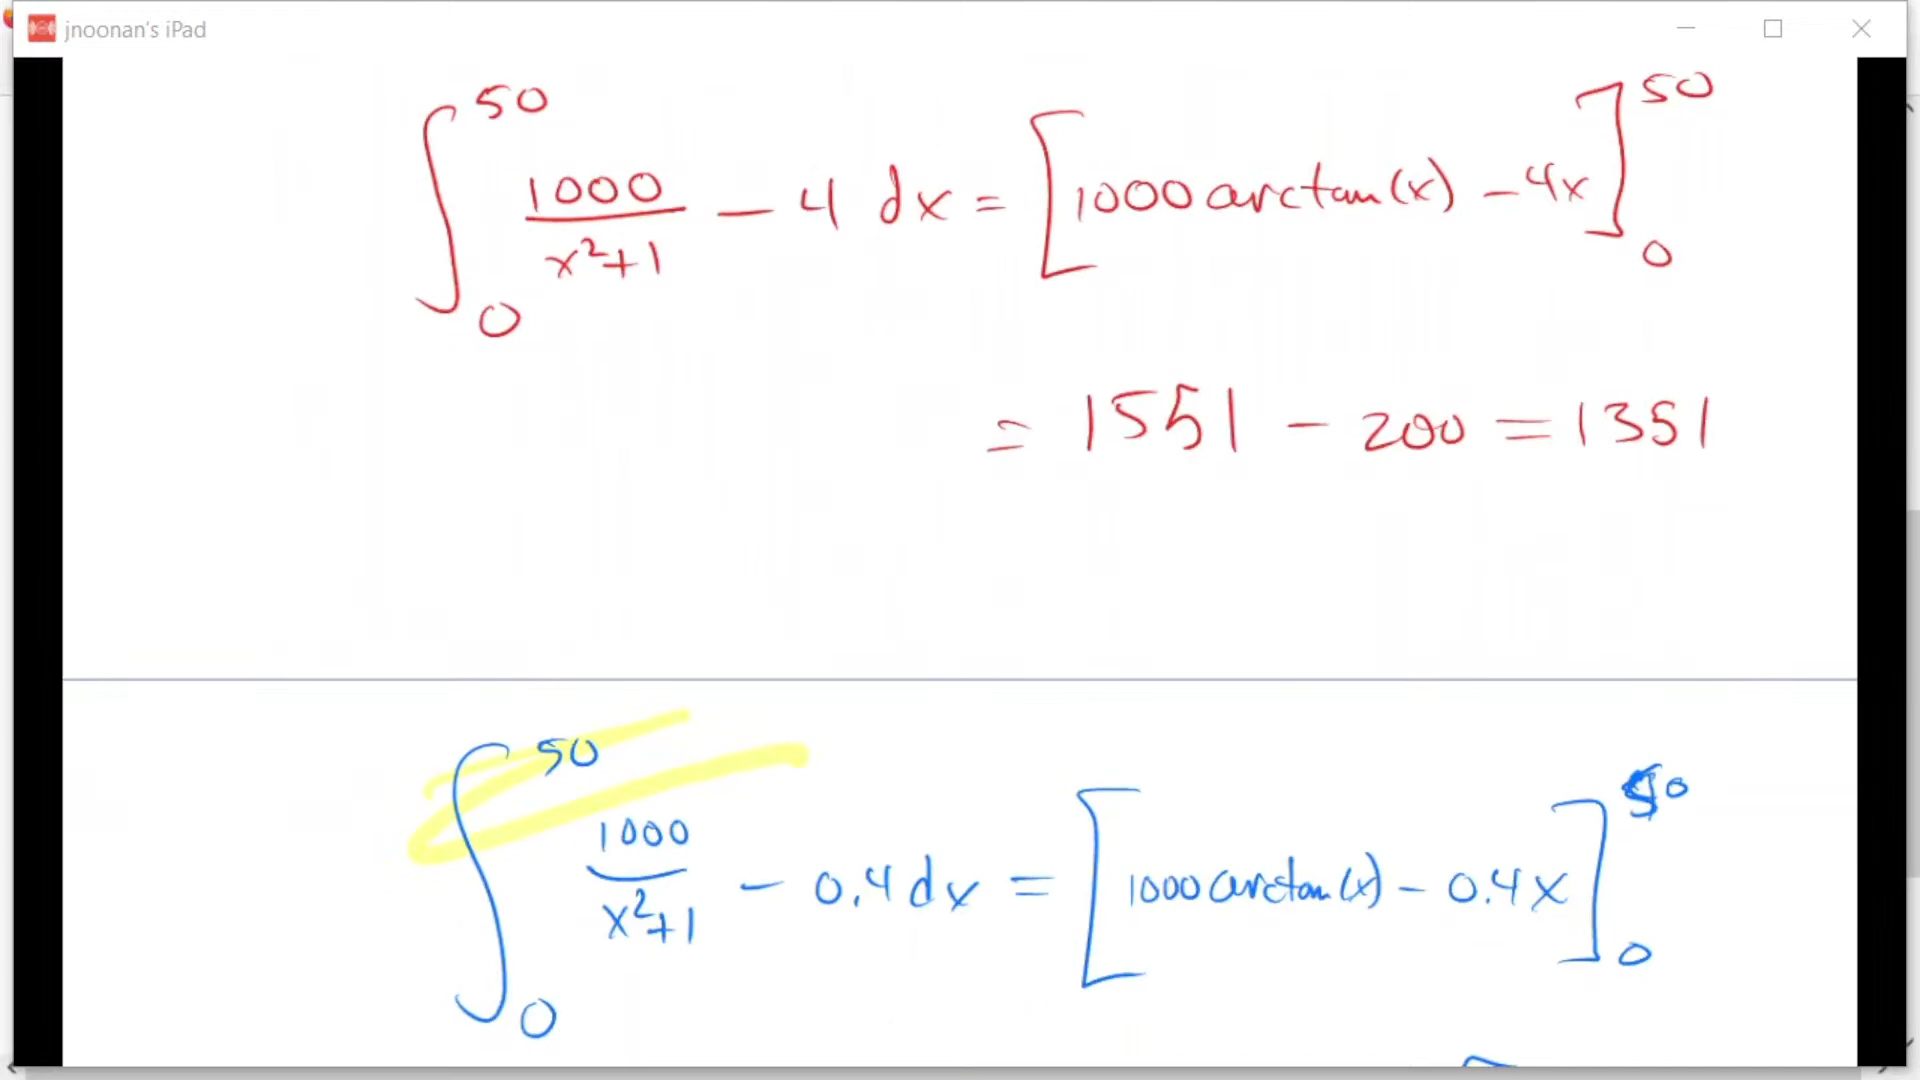 jnoonan's iPad
∫₀⁵⁰ 1000/(x²+1) − 4 dx = [1000 arctan(x) − 4x]₀⁵⁰
= 1551 − 200 = 1351
∫₀⁵⁰ 1000/(x²+1) − 0.4 dx = [1000 arctan(x) − 0.4x]₀⁵⁰